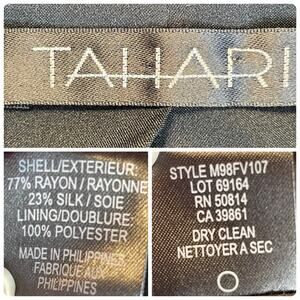 TAHARI
SHELL/EXTERIEUR:
77% RAYON / RAYONNE
23% SILK / SOIE
LINING/DOUBLURE:
100% POLYESTER
MADE IN PHILIPPINES
FABRIQUE AUX
PHILIPPINES
STYLE M98FV107
LOT 69164
RN 50814
CA 39861
DRY CLEAN
NETTOYER A SEC